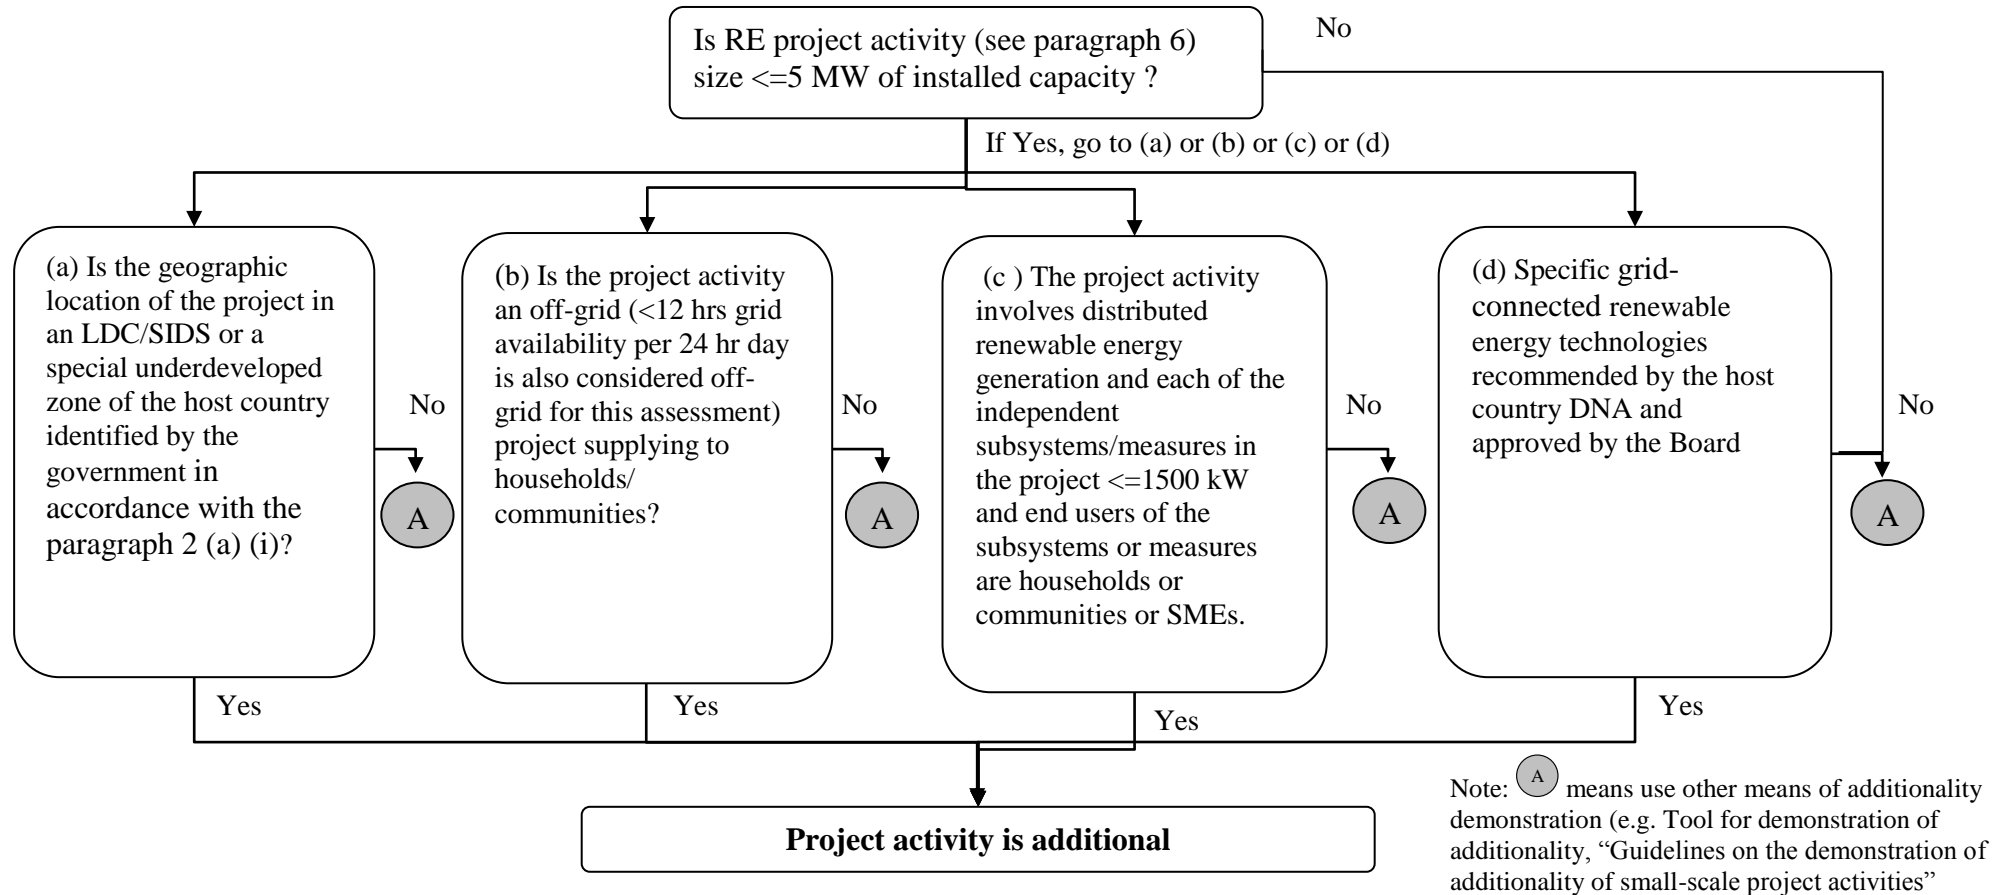 Is RE project activity (see paragraph 6)
size <=5 MW of installed capacity ?
No
If Yes, go to (a) or (b) or (c) or (d)
(a) Is the geographic
location of the project in
an LDC/SIDS or a
special underdeveloped
zone of the host country
identified by the
government in
accordance with the
paragraph 2 (a) (i)?
No
A
Yes
(b) Is the project activity
an off-grid (<12 hrs grid
availability per 24 hr day
is also considered off-
grid for this assessment)
project supplying to
households/
communities?
No
A
Yes
(c ) The project activity
involves distributed
renewable energy
generation and each of the
independent
subsystems/measures in
the project <=1500 kW
and end users of the
subsystems or measures
are households or
communities or SMEs.
No
A
Yes
(d) Specific grid-
connected renewable
energy technologies
recommended by the host
country DNA and
approved by the Board
No
A
Yes
Project activity is additional
Note: A means use other means of additionality
demonstration (e.g. Tool for demonstration of
additionality, “Guidelines on the demonstration of
additionality of small-scale project activities”